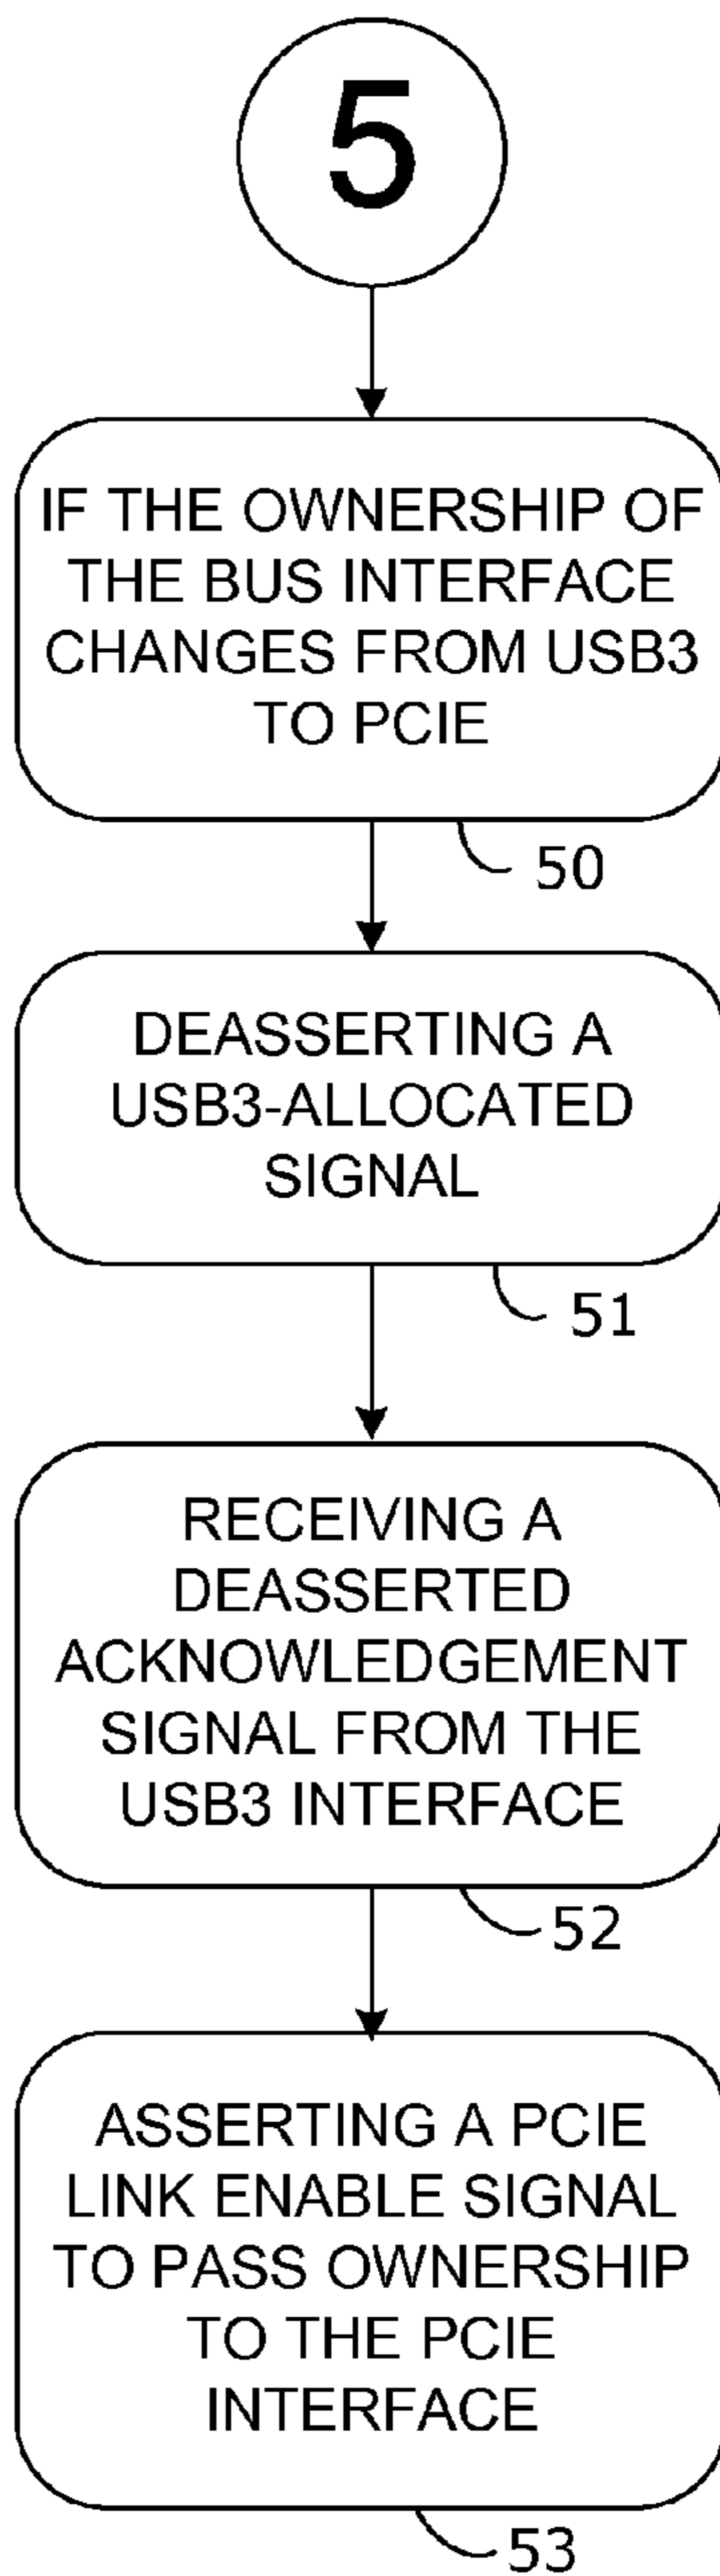 5
IF THE OWNERSHIP OF
THE BUS INTERFACE
CHANGES FROM USB3
TO PCIE
50
DEASSERTING A
USB3-ALLOCATED
SIGNAL
51
RECEIVING A
DEASSERTED
ACKNOWLEDGEMENT
SIGNAL FROM THE
USB3 INTERFACE
52
ASSERTING A PCIE
LINK ENABLE SIGNAL
TO PASS OWNERSHIP
TO THE PCIE
INTERFACE
53